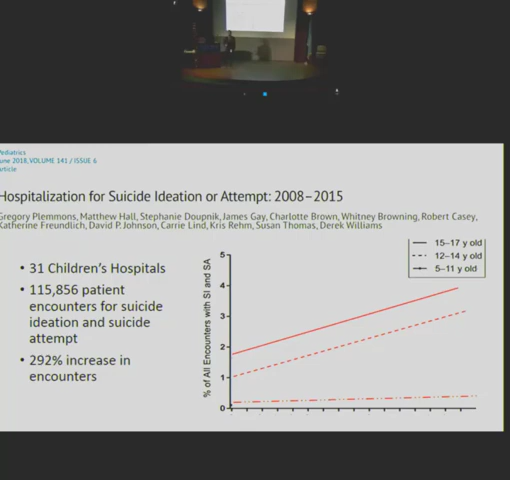 Pediatrics
June 2018, VOLUME 141 / ISSUE 6
Article
Hospitalization for Suicide Ideation or Attempt: 2008–2015
Gregory Plemmons, Matthew Hall, Stephanie Doupnik, James Gay, Charlotte Brown, Whitney Browning, Robert Casey,
Katherine Freundlich, David P. Johnson, Carrie Lind, Kris Rehm, Susan Thomas, Derek Williams
• 31 Children's Hospitals
• 115,856 patient
encounters for suicide
ideation and suicide
attempt
• 292% increase in
encounters
% of All Encounters with SI and SA
5
4
3
2
1
0
15–17 y old
12–14 y old
5–11 y old